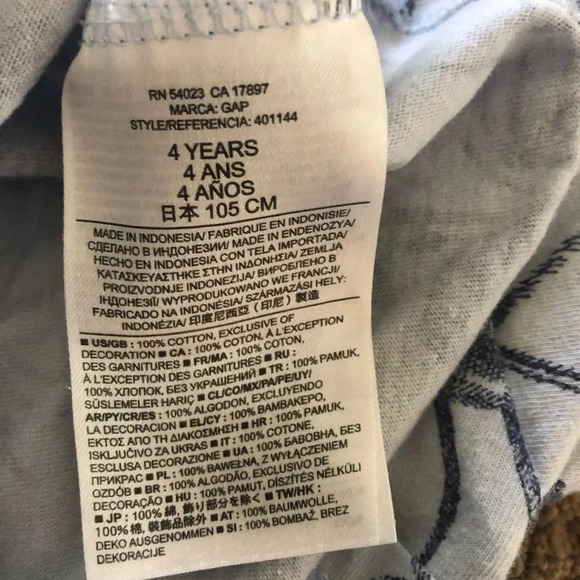 RN 54023 CA 17897
MARCA: GAP
STYLE/REFERENCIA: 401144
4 YEARS
4 ANS
4 AÑOS
日本 105 CM
MADE IN INDONESIA/ FABRIQUE EN INDONISIE/
СДЕЛАНО В ИНДОНЕЗИИ/ MADE IN ENDENOZYA/
HECHO EN INDONESIA CON TELA IMPORTADA/
ΚΑΤΑΣΚΕΥΑΣΤΗΚΕ ΣΤΗΝ ΙΝΔΟΝΗΣΙΑ/ ZEMLJA
PROIZVODNJE INDONEZIJA/ ВИРОБЛЕНО В
ІНДОНЕЗІЇ/ WYPRODUKOWANO WE FRANCJI/
FABRICADO NA INDONÉSIA/ SZÁRMAZÁSI HELY:
INDONÉZIA/ 印度尼西亞 (印尼) 製造
■ US/GB : 100% COTTON, EXCLUSIVE OF
DECORATION ■ CA : 100% COTON, À L'EXCEPTION
DES GARNITURES ■ FR/MA : 100% COTON,
À L'EXCEPTION DES GARNITURES ■ RU :
100% ХЛОПОК, БЕЗ УКРАШЕНИЙ ■ TR : 100% PAMUK,
SÜSLEMELER HARIÇ ■ CL/CO/MX/PA/PE/UY/
AR/PY/CR/ES : 100% ALGODON, EXCLUYENDO
LA DECORACION ■ EL/CY : 100% ΒΑΜΒΑΚΕΡΟ,
ΕΚΤΟΣ ΑΠΟ ΤΗ ΔΙΑΚΟΣΜΗΣΗ ■ HR : 100% PAMUK,
ISKLJUČIVO ZA UKRAS ■ IT : 100% COTONE,
ESCLUSA DECORAZIONE ■ UA : 100% БАВОВНА, БЕЗ
ПРИКРАС ■ PL : 100% BAWEŁNA, Z WYŁĄCZENIEM
OZDÓB ■ BR : 100% ALGODÃO, EXCLUSIVO DE
DECORAÇÃO ■ HU : 100% PAMUT, DÍSZÍTÉS NÉLKÜLI
■ JP : 100% 綿, 飾り部分を除く ■ TW/HK :
100% 棉, 裝飾品除外 ■ AT : 100% BAUMWOLLE,
DEKO AUSGENOMMEN ■ SI : 100% BOMBAŽ, BREZ
DEKORACIJE